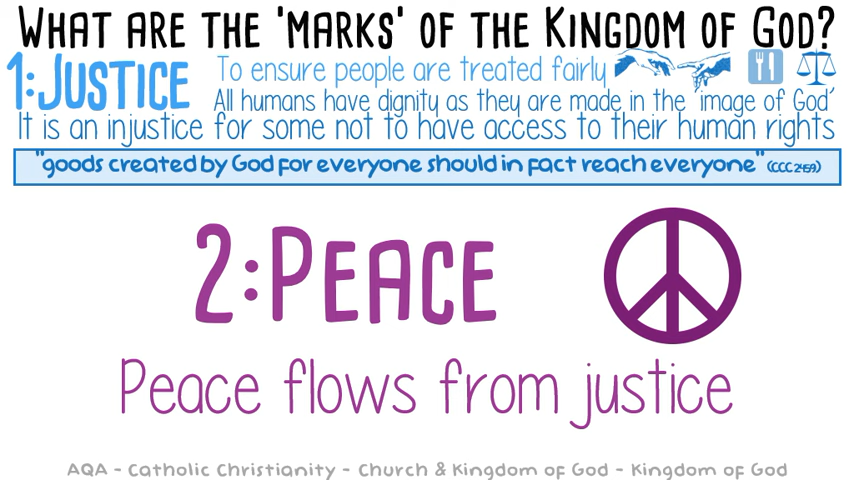 What are the 'marks' of the Kingdom of God?
1:Justice To ensure people are treated fairly
All humans have dignity as they are made in the 'image of God'
It is an injustice for some not to have access to their human rights
"goods created by God for everyone should in fact reach everyone" (CCC 2459)
2:Peace
Peace flows from justice
AQA - Catholic Christianity - Church & Kingdom of God - Kingdom of God